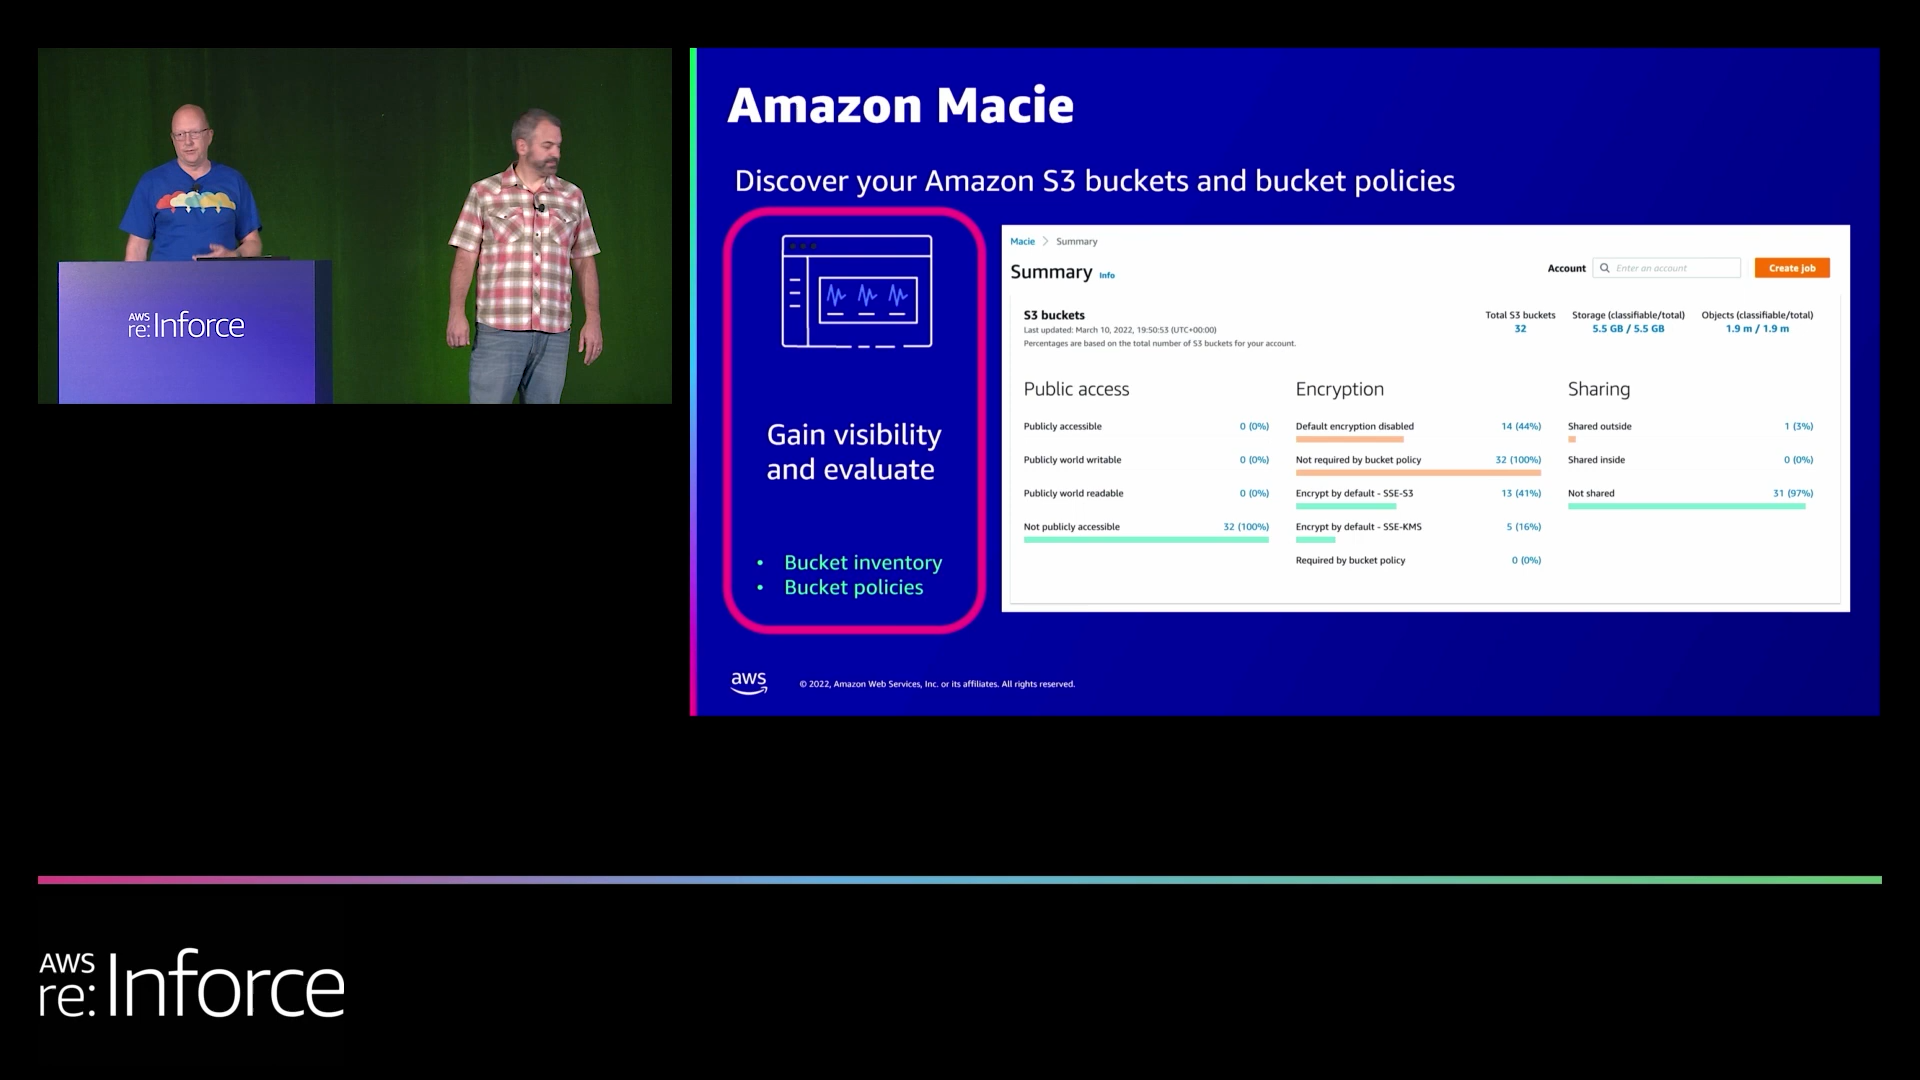 AWS
re:Inforce
Amazon Macie
Discover your Amazon S3 buckets and bucket policies
Gain visibility
and evaluate
• Bucket inventory
• Bucket policies
Macie > Summary
Summary Info
Account Enter an account Create job
S3 buckets
Last updated: March 10, 2022, 19:50:53 (UTC+00:00)
Percentages are based on the total number of S3 buckets for your account.
Total S3 buckets
32
Storage (classifiable/total)
5.5 GB / 5.5 GB
Objects (classifiable/total)
1.9 m / 1.9 m
Public access
Publicly accessible 0 (0%)
Publicly world writable 0 (0%)
Publicly world readable 0 (0%)
Not publicly accessible 32 (100%)
Encryption
Default encryption disabled 14 (44%)
Not required by bucket policy 32 (100%)
Encrypt by default - SSE-S3 13 (41%)
Encrypt by default - SSE-KMS 5 (16%)
Required by bucket policy 0 (0%)
Sharing
Shared outside 1 (3%)
Shared inside 0 (0%)
Not shared 31 (97%)
aws
© 2022, Amazon Web Services, Inc. or its affiliates. All rights reserved.
AWS
re:Inforce